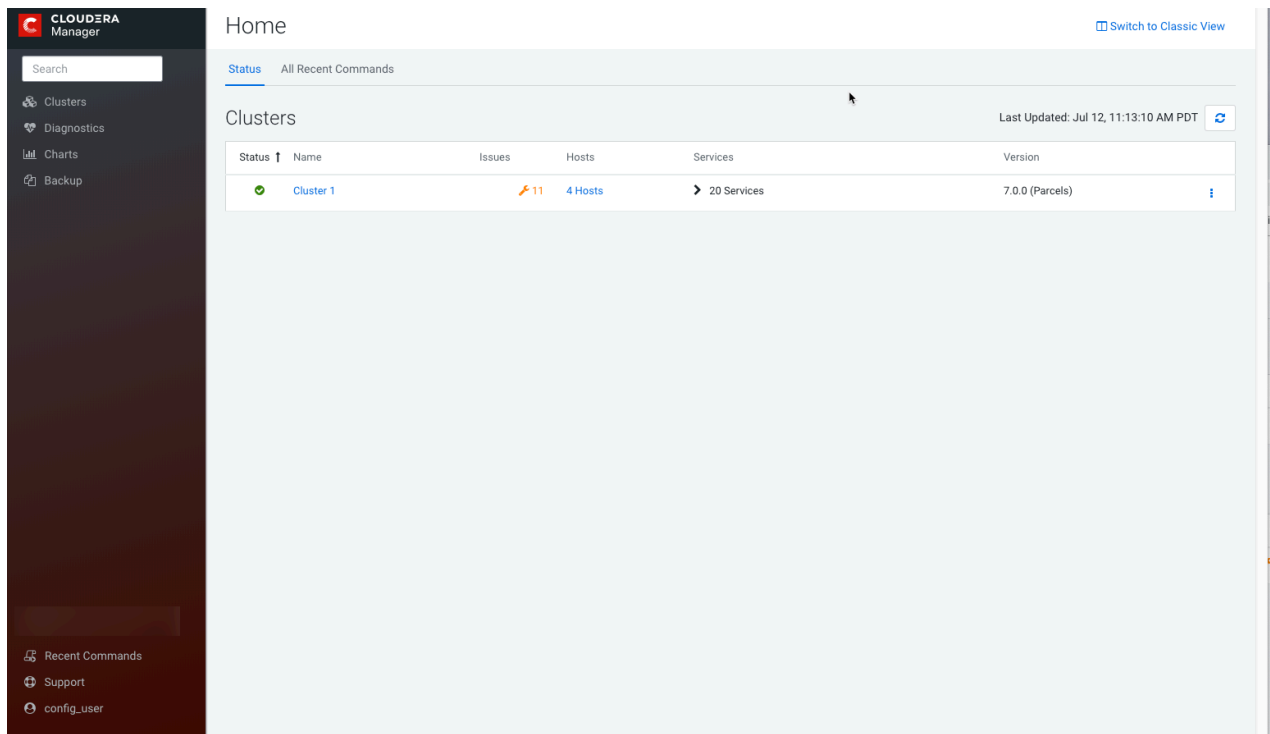 CLOUDERA
Manager
Search
Clusters
Diagnostics
Charts
Backup
Recent Commands
Support
config_user
Home
Switch to Classic View
Status All Recent Commands
Clusters
Last Updated: Jul 12, 11:13:10 AM PDT
Status Name Issues Hosts Services Version
Cluster 1 11 4 Hosts 20 Services 7.0.0 (Parcels)